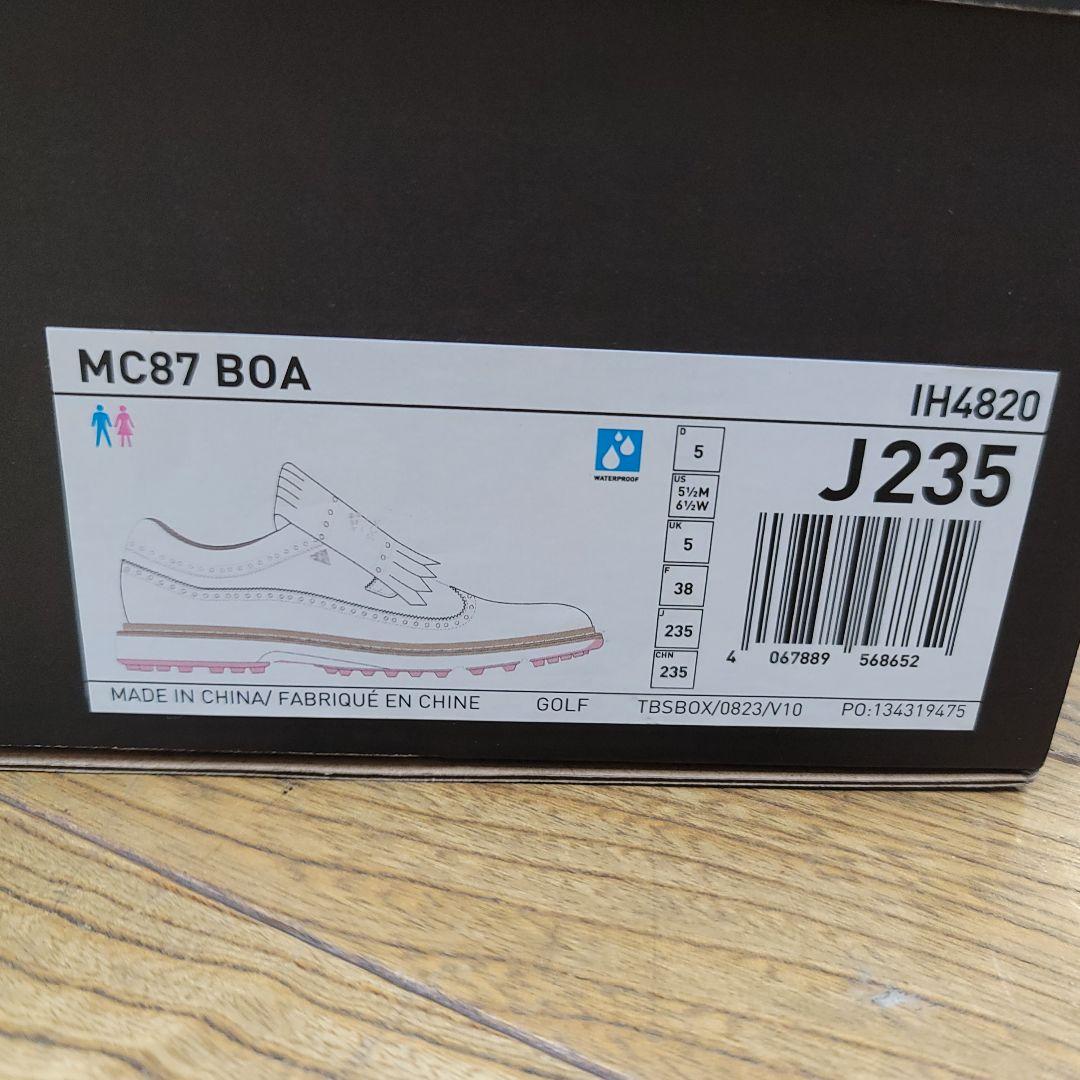 MC87 BOA
IH4820
WATERPROOF
D
5
US
5½M
6½W
UK
5
F
38
J
235
CHN
235
J 235
4 067889 568652
MADE IN CHINA/ FABRIQUÉ EN CHINE GOLF TBSBOX/0823/V10 PO:134319475